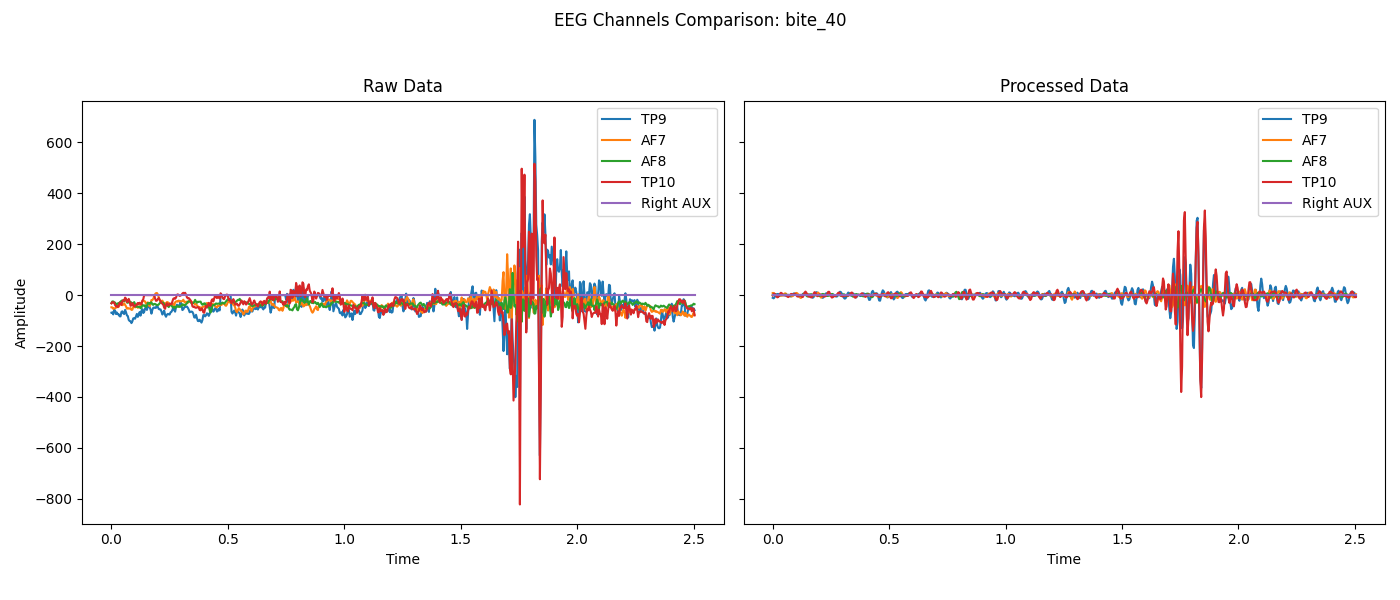 EEG Channels Comparison: bite_40
Raw Data
Processed Data
TP9
AF7
AF8
TP10
Right AUX
TP9
AF7
AF8
TP10
Right AUX
Amplitude
600
400
200
0
−200
−400
−600
−800
0.0 0.5 1.0 1.5 2.0 2.5
0.0 0.5 1.0 1.5 2.0 2.5
Time
Time